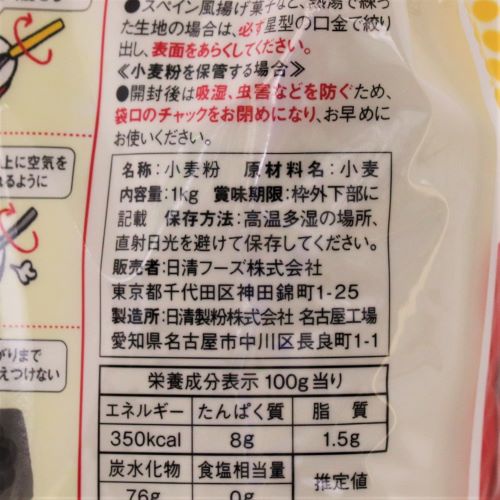 ●スペイン風揚げ菓子など、熱湯で練っ
た生地の場合は、必ず星型の口金で絞り
出し、表面をあらくしてください。
《小麦粉を保管する場合》
●開封後は吸湿、虫害などを防ぐため、
袋口のチャックをお閉めになり、お早めに
お使いください。
上に空気を
れるように
がりまで
えつけない
名称:小麦粉 原材料名:小麦
内容量:1kg 賞味期限:枠外下部に
記載 保存方法:高温多湿の場所、
直射日光を避けて保存してください。
販売者:日清フーズ株式会社
東京都千代田区神田錦町1-25
製造所:日清製粉株式会社 名古屋工場
愛知県名古屋市中川区長良町1-1
栄養成分表示 100g当り
エネルギー たんぱく質 脂質
350kcal 8g 1.5g
炭水化物 食塩相当量 推定値
76g 0g